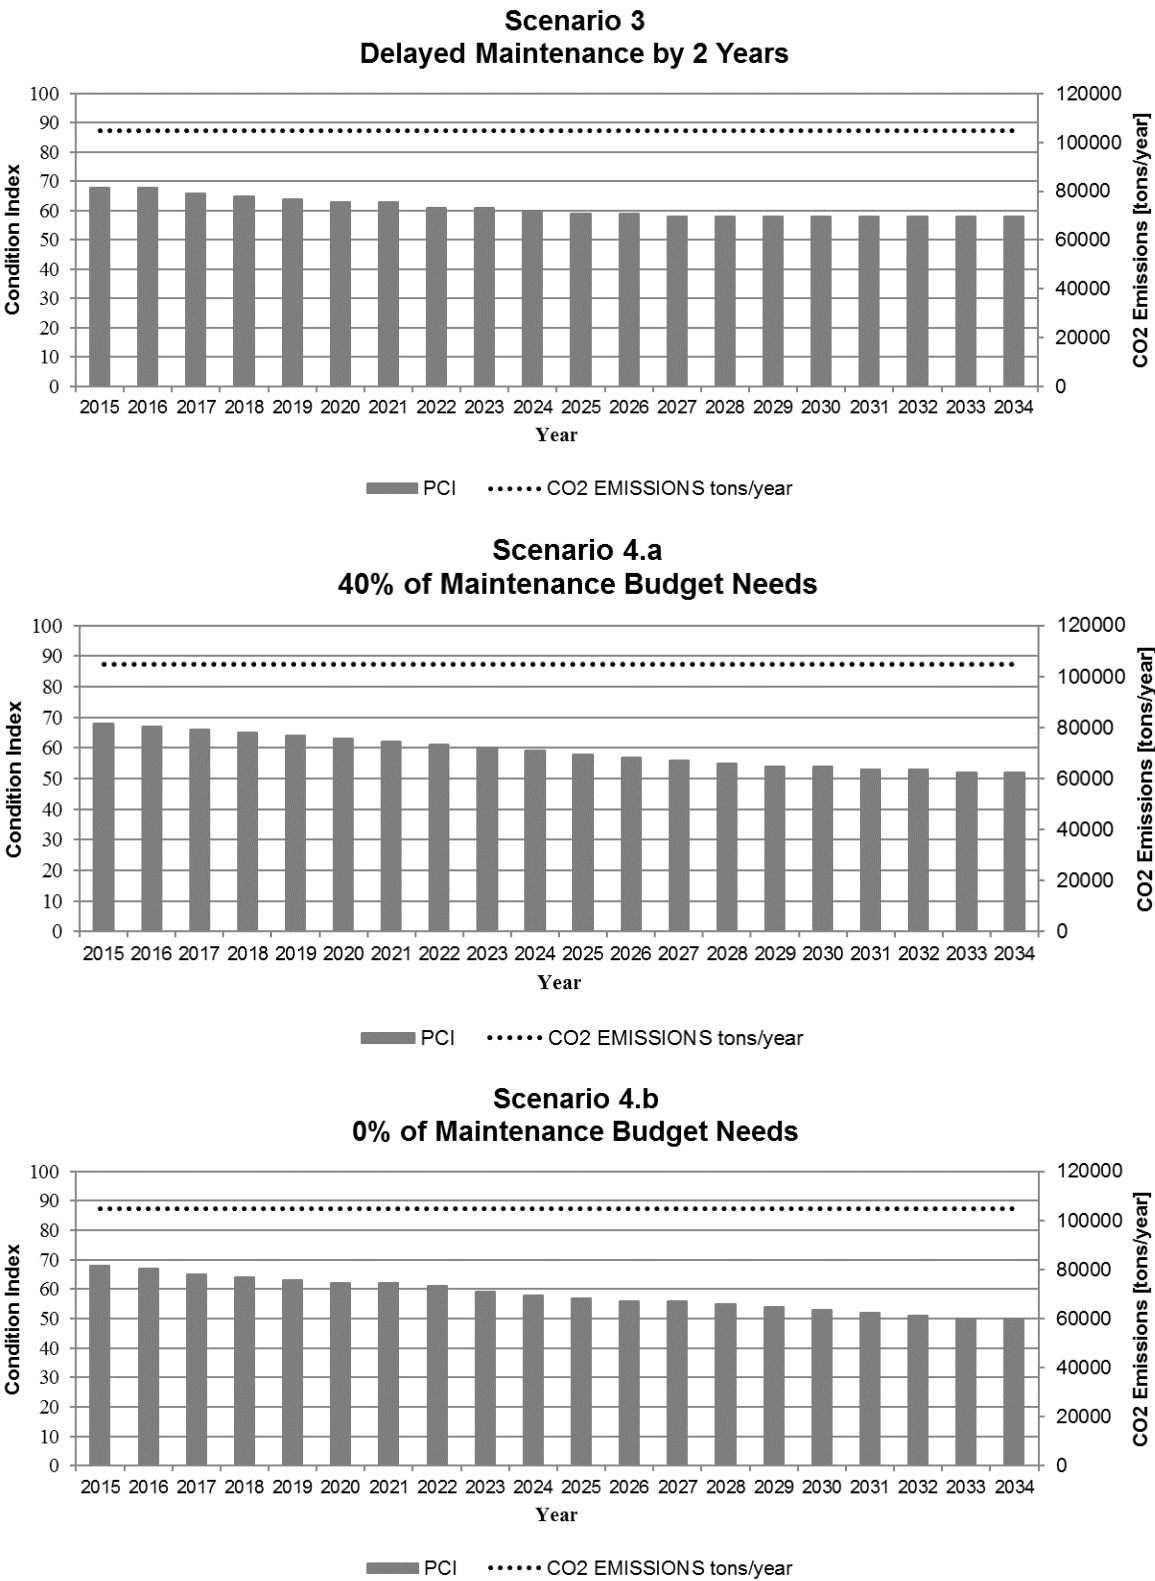 Scenario 3
Delayed Maintenance by 2 Years
100
90
80
70
60
50
40
30
20
10
0
Condition Index
120000
100000
80000
60000
40000
20000
0
CO2 Emissions [tons/year]
2015 2016 2017 2018 2019 2020 2021 2022 2023 2024 2025 2026 2027 2028 2029 2030 2031 2032 2033 2034
Year
PCI CO2 EMISSIONS tons/year
Scenario 4.a
40% of Maintenance Budget Needs
100
90
80
70
60
50
40
30
20
10
0
Condition Index
120000
100000
80000
60000
40000
20000
0
CO2 Emissions [tons/year]
2015 2016 2017 2018 2019 2020 2021 2022 2023 2024 2025 2026 2027 2028 2029 2030 2031 2032 2033 2034
Year
PCI CO2 EMISSIONS tons/year
Scenario 4.b
0% of Maintenance Budget Needs
100
90
80
70
60
50
40
30
20
10
0
Condition Index
120000
100000
80000
60000
40000
20000
0
CO2 Emissions [tons/year]
2015 2016 2017 2018 2019 2020 2021 2022 2023 2024 2025 2026 2027 2028 2029 2030 2031 2032 2033 2034
Year
PCI CO2 EMISSIONS tons/year